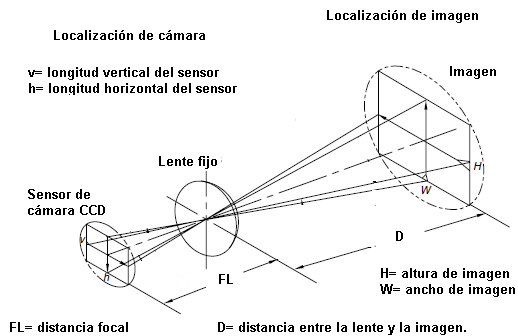 Localización de imagen
Localización de cámara
v= longitud vertical del sensor
h= longitud horizontal del sensor
Imagen
Lente fijo
Sensor de
cámara CCD
v
h
H
W
D
FL
H= altura de imagen
W= ancho de imagen
FL= distancia focal
D= distancia entre la lente y la imagen.